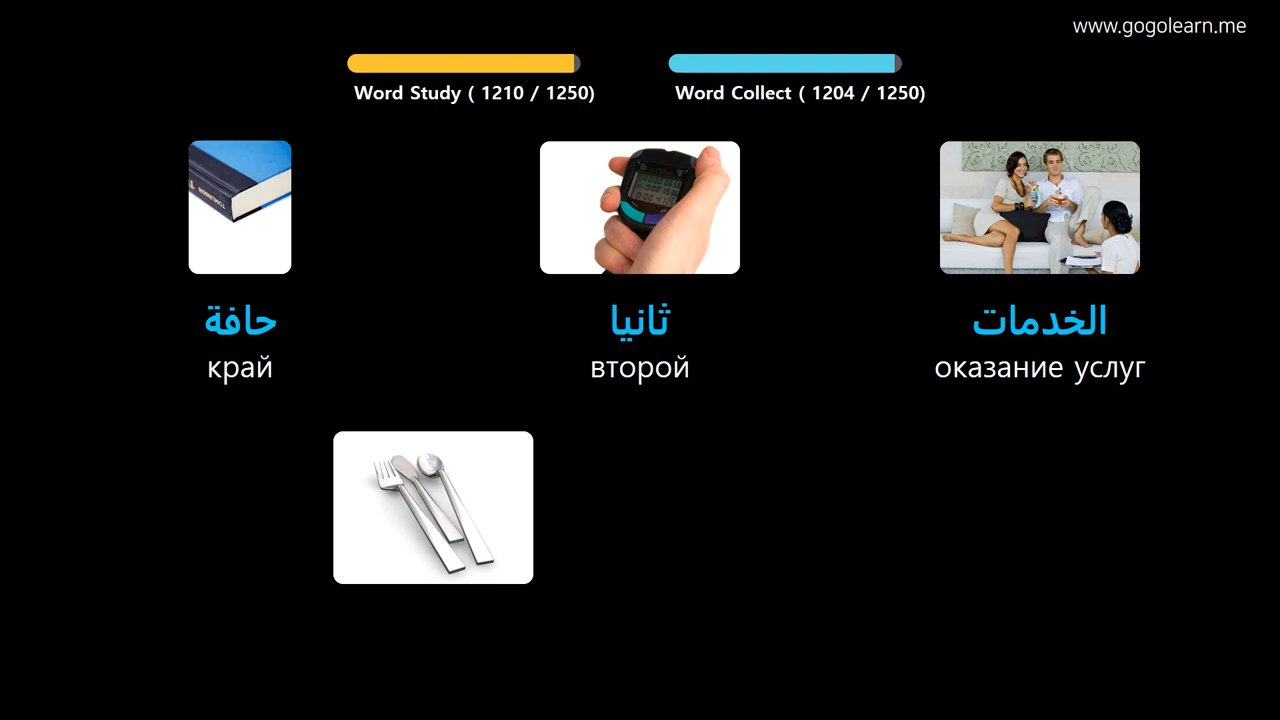 www.gogolearn.me
Word Study ( 1210 / 1250)
Word Collect ( 1204 / 1250)
حافة
край
ثانيا
второй
الخدمات
оказание услуг